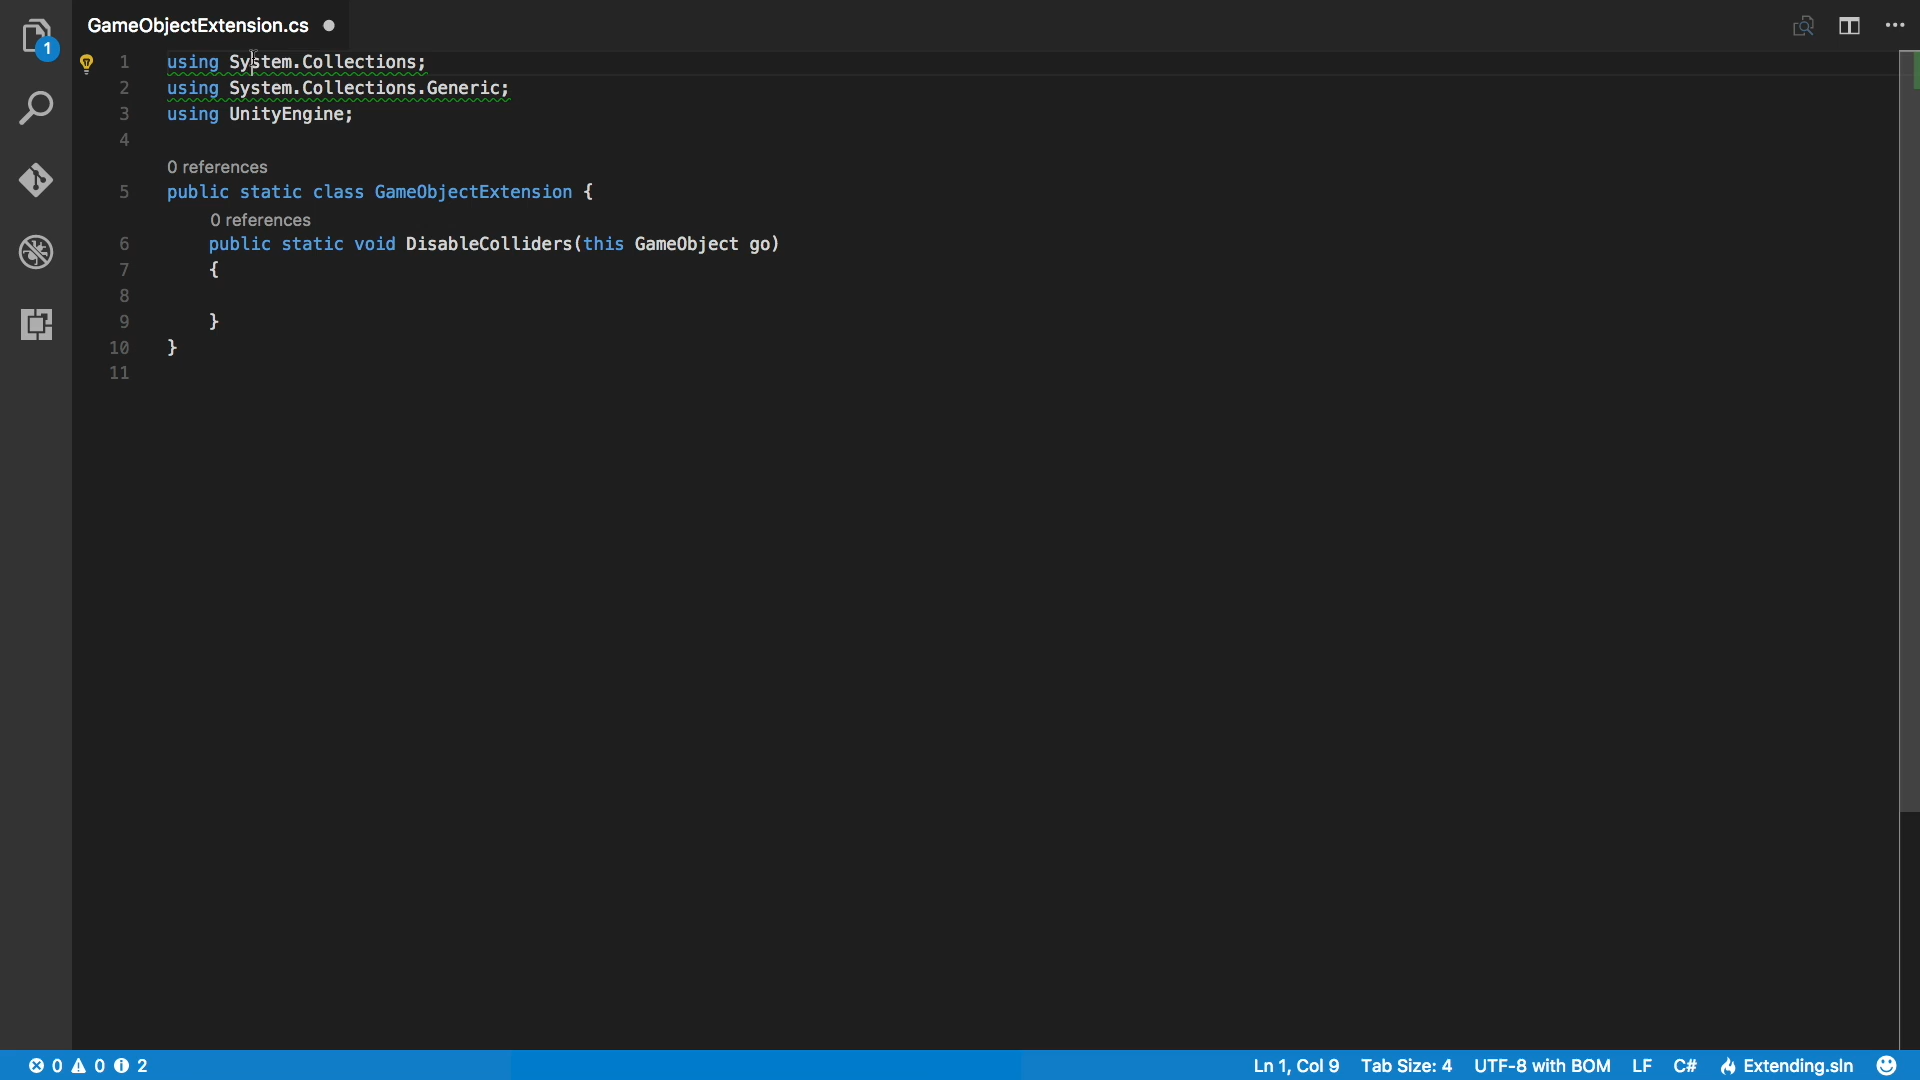 GameObjectExtension.cs
1
1 using System.Collections;
2 using System.Collections.Generic;
3 using UnityEngine;
4
0 references
5 public static class GameObjectExtension {
0 references
6 public static void DisableColliders(this GameObject go)
7 {
8
9 }
10 }
11
0 0 2 Ln 1, Col 9 Tab Size: 4 UTF-8 with BOM LF C# Extending.sln